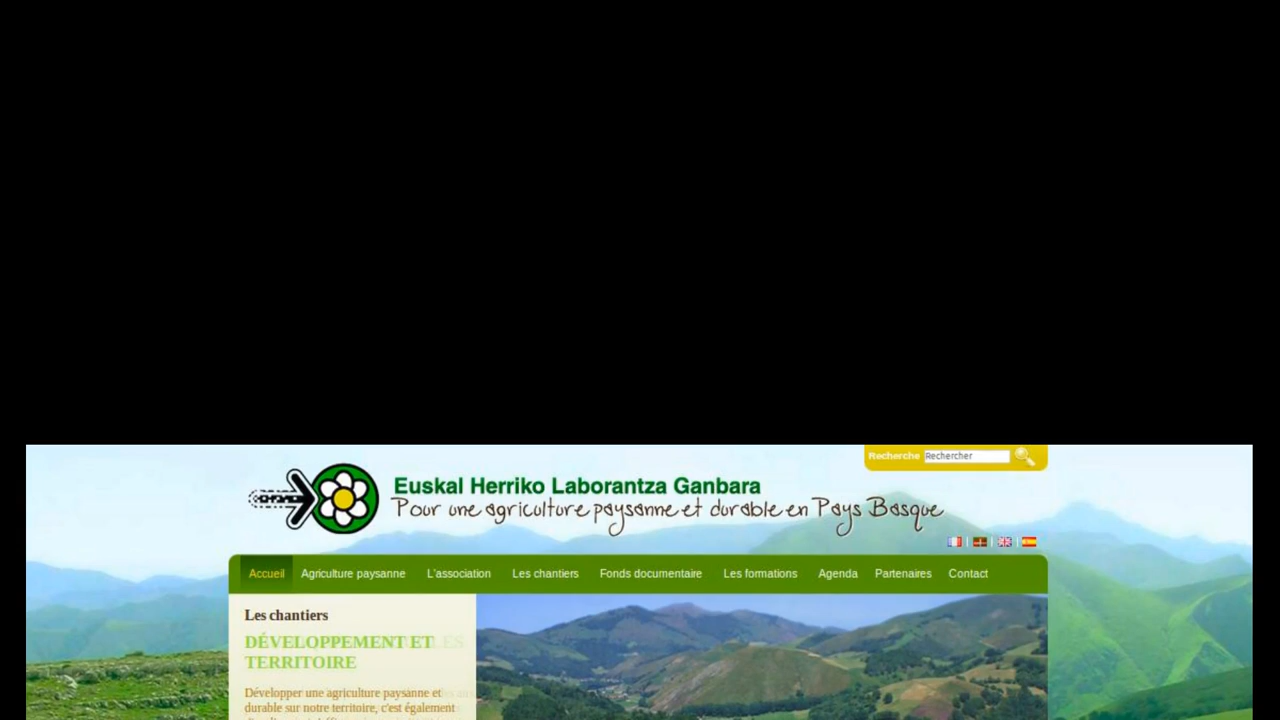 Recherche Rechercher
Euskal Herriko Laborantza Ganbara
Pour une agriculture paysanne et durable en Pays Basque
Accueil Agriculture paysanne L'association Les chantiers Fonds documentaire Les formations Agenda Partenaires Contact
Les chantiers
DÉVELOPPEMENT ET
TERRITOIRE
Développer une agriculture paysanne et
durable sur notre territoire, c'est également